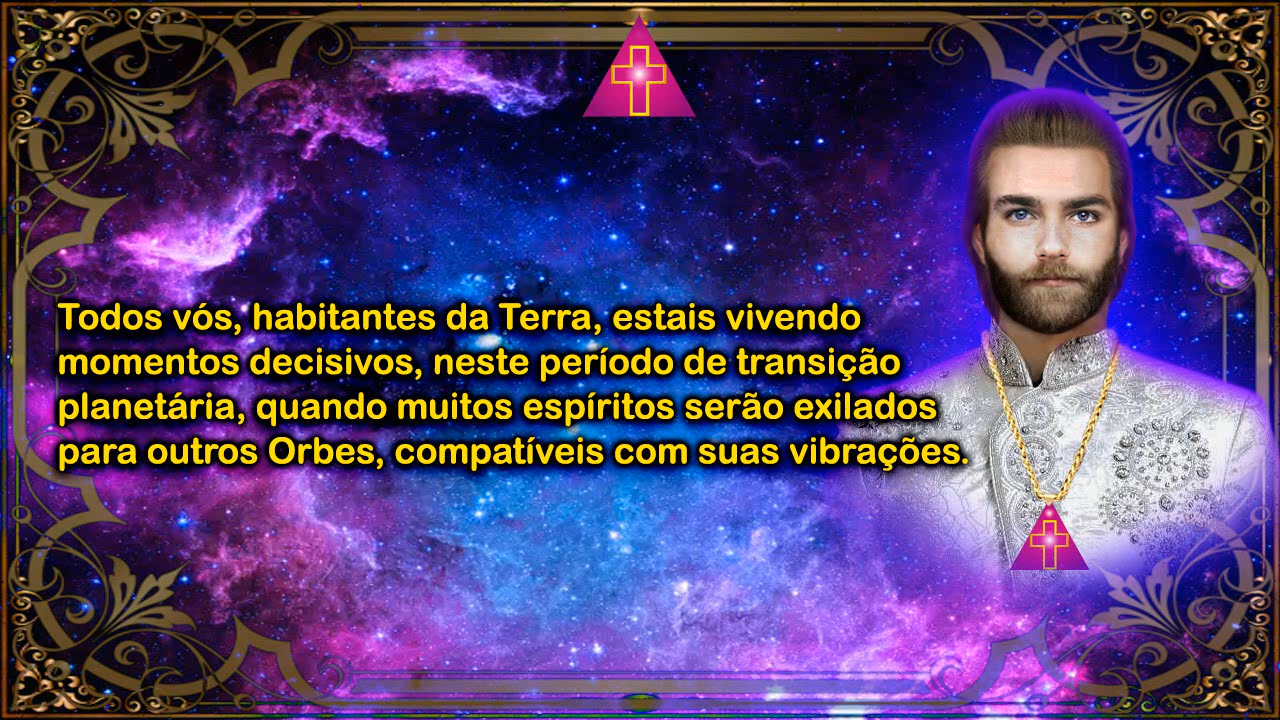 Todos vós, habitantes da Terra, estais vivendo
momentos decisivos, neste período de transição
planetária, quando muitos espíritos serão exilados
para outros Orbes, compatíveis com suas vibrações.